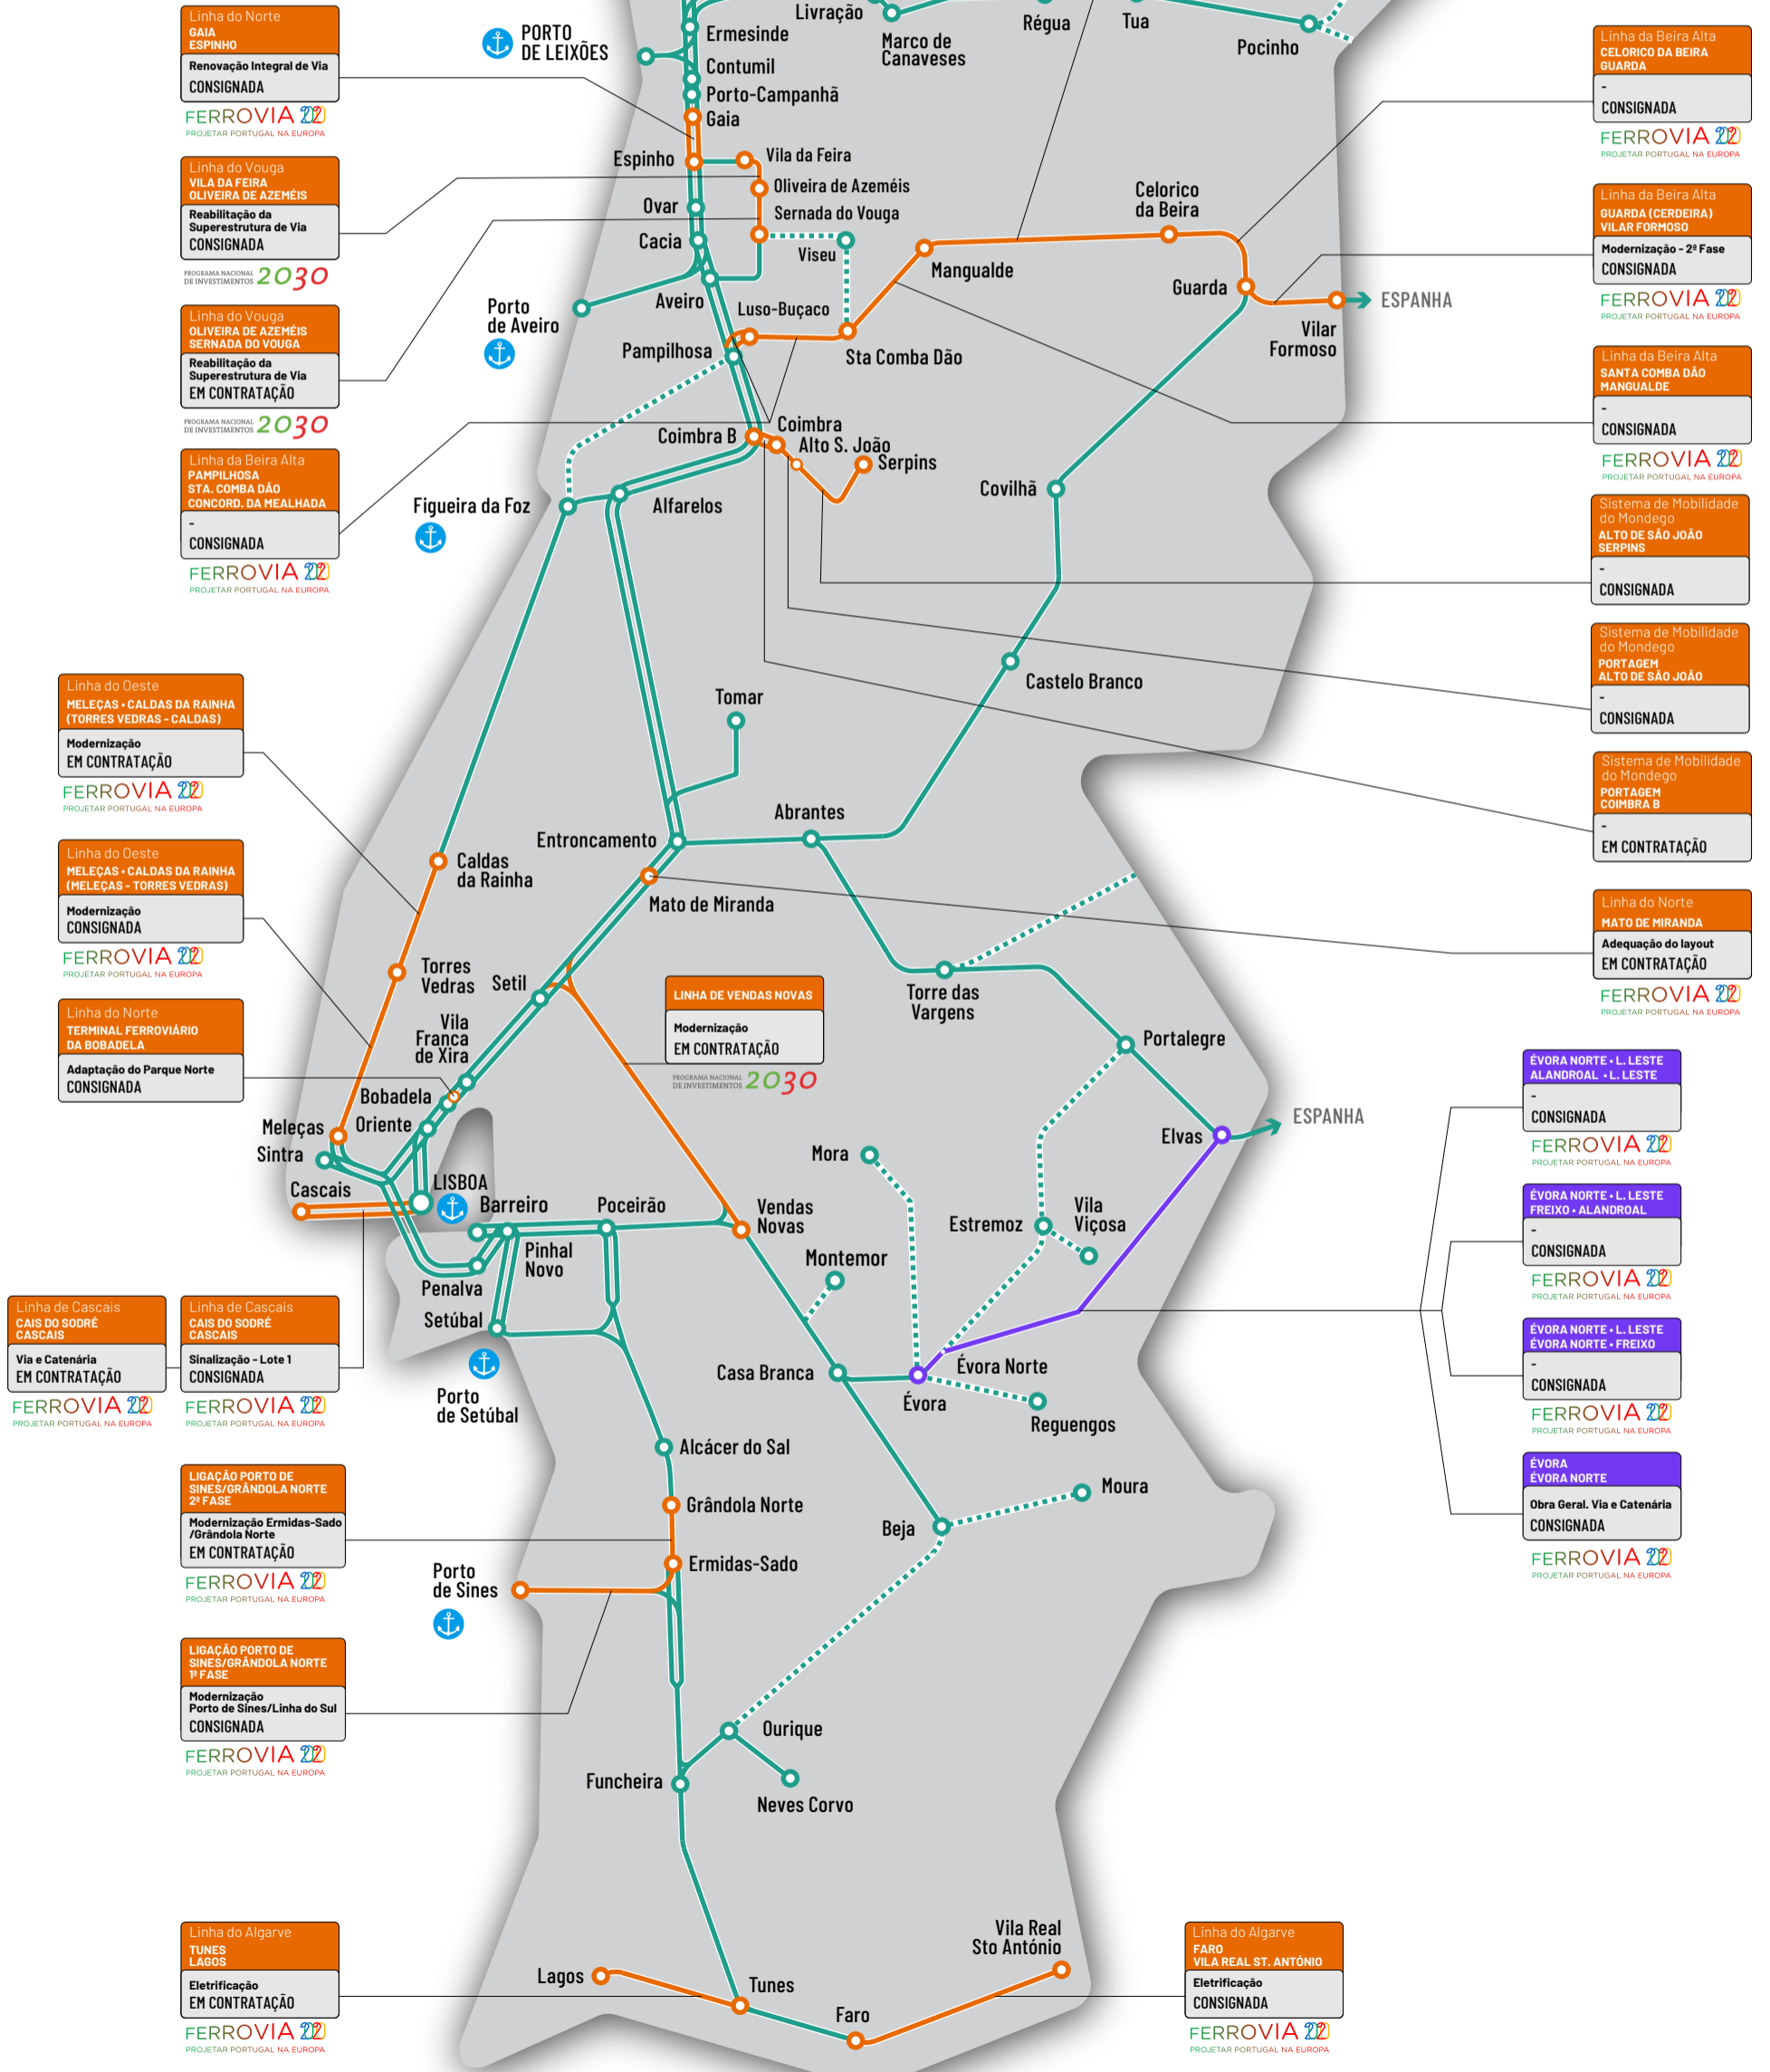 Linha do Norte
GAIA
ESPINHO
Renovação Integral de Via
CONSIGNADA
FERROVIA 2020
PROJETAR PORTUGAL NA EUROPA
Linha do Vouga
VILA DA FEIRA
OLIVEIRA DE AZEMÉIS
Reabilitação da
Superestrutura de Via
CONSIGNADA
PROGRAMA NACIONAL
DE INVESTIMENTOS 2030
Linha do Vouga
OLIVEIRA DE AZEMÉIS
SERNADA DO VOUGA
Reabilitação da
Superestrutura de Via
EM CONTRATAÇÃO
PROGRAMA NACIONAL
DE INVESTIMENTOS 2030
Linha da Beira Alta
PAMPILHOSA
STA. COMBA DÃO
CONCORD. DA MEALHADA
-
CONSIGNADA
FERROVIA 2020
PROJETAR PORTUGAL NA EUROPA
Linha do Oeste
MELEÇAS • CALDAS DA RAINHA
(TORRES VEDRAS - CALDAS)
Modernização
EM CONTRATAÇÃO
FERROVIA 2020
PROJETAR PORTUGAL NA EUROPA
Linha do Oeste
MELEÇAS • CALDAS DA RAINHA
(MELEÇAS - TORRES VEDRAS)
Modernização
CONSIGNADA
FERROVIA 2020
PROJETAR PORTUGAL NA EUROPA
Linha do Norte
TERMINAL FERROVIÁRIO
DA BOBADELA
Adaptação do Parque Norte
CONSIGNADA
Linha de Cascais
CAIS DO SODRÉ
CASCAIS
Via e Catenária
EM CONTRATAÇÃO
FERROVIA 2020
PROJETAR PORTUGAL NA EUROPA
Linha de Cascais
CAIS DO SODRÉ
CASCAIS
Sinalização - Lote 1
CONSIGNADA
FERROVIA 2020
PROJETAR PORTUGAL NA EUROPA
LIGAÇÃO PORTO DE
SINES/GRÂNDOLA NORTE
2ª FASE
Modernização Ermidas-Sado
/Grândola Norte
EM CONTRATAÇÃO
FERROVIA 2020
PROJETAR PORTUGAL NA EUROPA
LIGAÇÃO PORTO DE
SINES/GRÂNDOLA NORTE
1ª FASE
Modernização
Porto de Sines/Linha do Sul
CONSIGNADA
FERROVIA 2020
PROJETAR PORTUGAL NA EUROPA
Linha do Algarve
TUNES
LAGOS
Eletrificação
EM CONTRATAÇÃO
FERROVIA 2020
PROJETAR PORTUGAL NA EUROPA
PORTO
DE LEIXÕES
Ermesinde
Contumil
Porto-Campanhã
Gaia
Livração
Marco de
Canaveses
Régua
Tua
Pocinho
Espinho
Vila da Feira
Oliveira de Azeméis
Sernada do Vouga
Ovar
Cacia
Viseu
Aveiro
Porto
de Aveiro
Luso-Buçaco
Pampilhosa
Sta Comba Dão
Mangualde
Celorico
da Beira
Guarda
Vilar
Formoso
ESPANHA
Coimbra B
Coimbra
Alto S. João
Serpins
Figueira da Foz
Alfarelos
Covilhã
Castelo Branco
Tomar
Abrantes
Entroncamento
Caldas
da Rainha
Mato de Miranda
Torres
Vedras
Setil
Vila
Franca
de Xira
Torre das
Vargens
Portalegre
LINHA DE VENDAS NOVAS
Modernização
EM CONTRATAÇÃO
PROGRAMA NACIONAL
DE INVESTIMENTOS 2030
Bobadela
Oriente
Meleças
Sintra
Cascais
LISBOA
Barreiro
Poceirão
Pinhal
Novo
Penalva
Setúbal
Porto
de Setúbal
Vendas
Novas
Mora
Montemor
Estremoz
Vila
Viçosa
Elvas
ESPANHA
Casa Branca
Évora Norte
Évora
Reguengos
Alcácer do Sal
Grândola Norte
Ermidas-Sado
Porto
de Sines
Beja
Moura
Ourique
Funcheira
Neves Corvo
Vila Real
Sto António
Lagos
Tunes
Faro
Linha da Beira Alta
CELORICO DA BEIRA
GUARDA
-
CONSIGNADA
FERROVIA 2020
PROJETAR PORTUGAL NA EUROPA
Linha da Beira Alta
GUARDA (CERDEIRA)
VILAR FORMOSO
Modernização - 2ª Fase
CONSIGNADA
FERROVIA 2020
PROJETAR PORTUGAL NA EUROPA
Linha da Beira Alta
SANTA COMBA DÃO
MANGUALDE
-
CONSIGNADA
FERROVIA 2020
PROJETAR PORTUGAL NA EUROPA
Sistema de Mobilidade
do Mondego
ALTO DE SÃO JOÃO
SERPINS
-
CONSIGNADA
Sistema de Mobilidade
do Mondego
PORTAGEM
ALTO DE SÃO JOÃO
-
CONSIGNADA
Sistema de Mobilidade
do Mondego
PORTAGEM
COIMBRA B
-
EM CONTRATAÇÃO
Linha do Norte
MATO DE MIRANDA
Adequação do layout
EM CONTRATAÇÃO
FERROVIA 2020
PROJETAR PORTUGAL NA EUROPA
ÉVORA NORTE • L. LESTE
ALANDROAL • L. LESTE
-
CONSIGNADA
FERROVIA 2020
PROJETAR PORTUGAL NA EUROPA
ÉVORA NORTE • L. LESTE
FREIXO • ALANDROAL
-
CONSIGNADA
FERROVIA 2020
PROJETAR PORTUGAL NA EUROPA
ÉVORA NORTE • L. LESTE
ÉVORA NORTE • FREIXO
-
CONSIGNADA
FERROVIA 2020
PROJETAR PORTUGAL NA EUROPA
ÉVORA
ÉVORA NORTE
Obra Geral. Via e Catenária
CONSIGNADA
FERROVIA 2020
PROJETAR PORTUGAL NA EUROPA
Linha do Algarve
FARO
VILA REAL ST. ANTÓNIO
Eletrificação
CONSIGNADA
FERROVIA 2020
PROJETAR PORTUGAL NA EUROPA